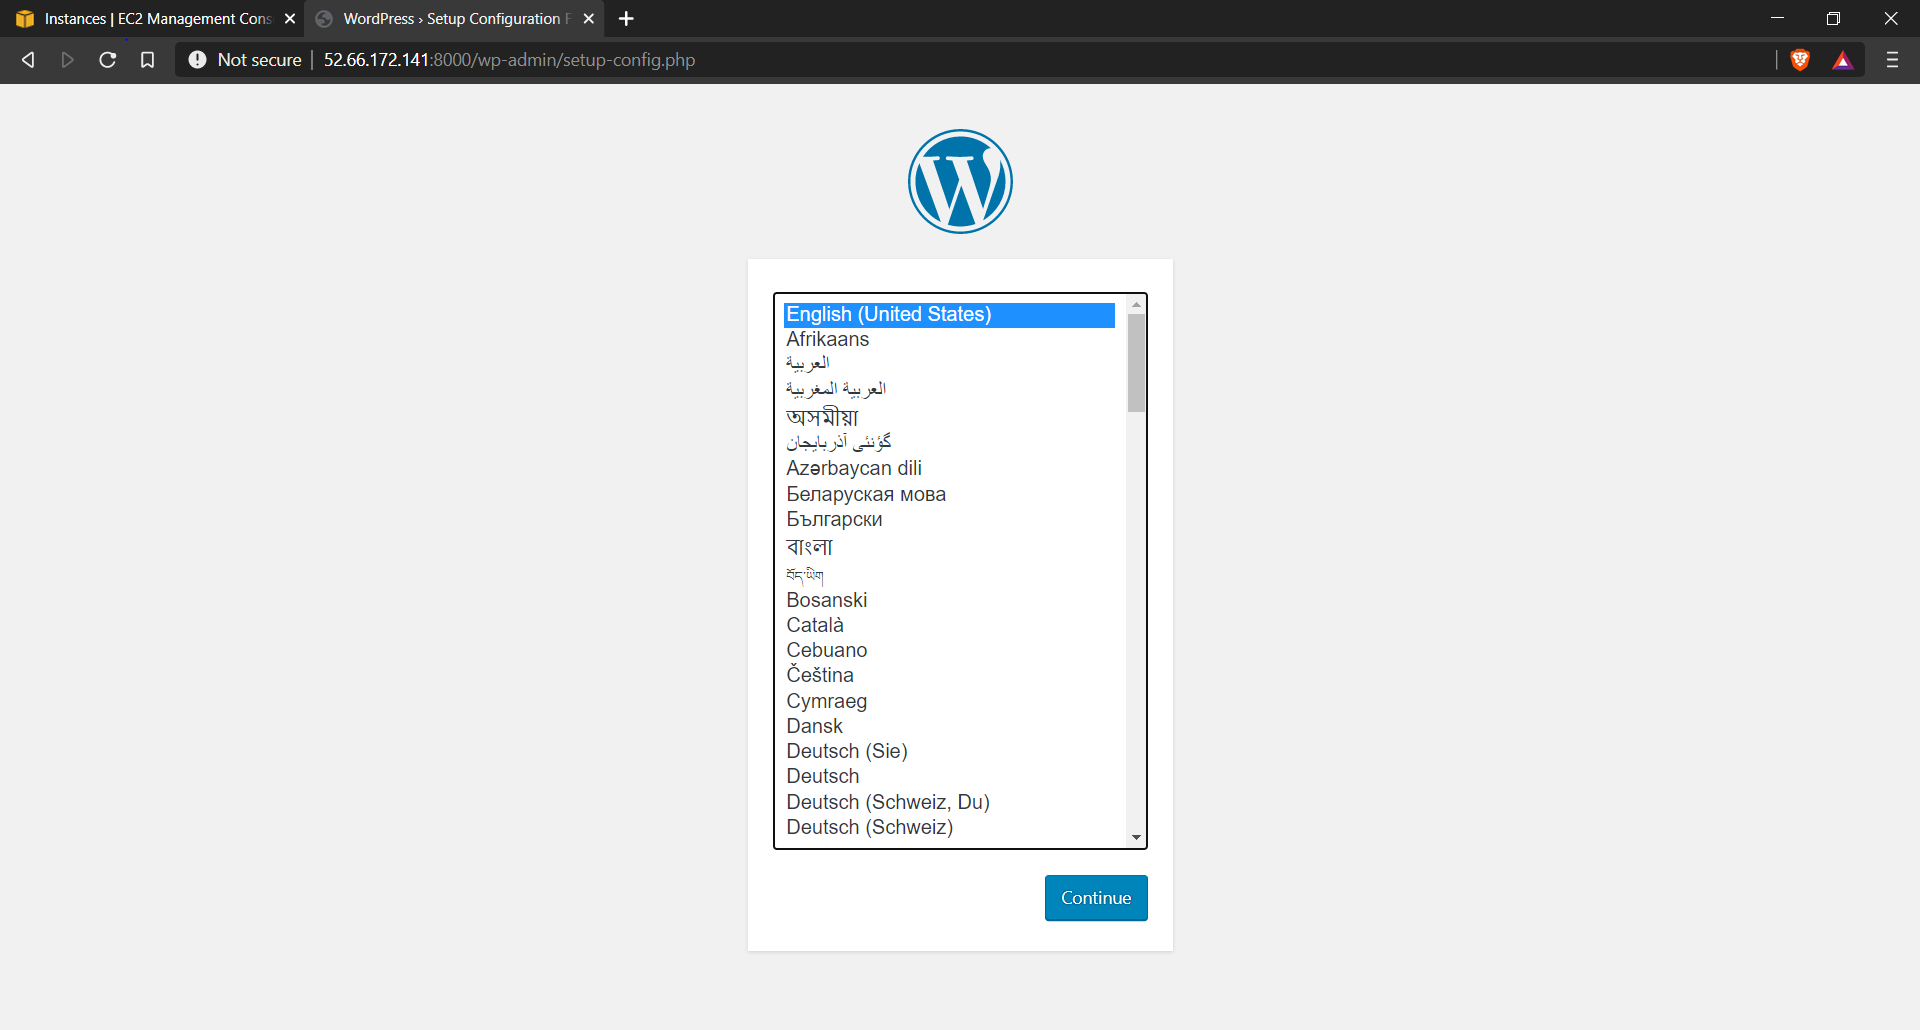 Instances | EC2 Management Cons
WordPress › Setup Configuration F
Not secure | 52.66.172.141:8000/wp-admin/setup-config.php
English (United States)
Afrikaans
العربية
العربية المغربية
অসমীয়া
گؤنئی آذربایجان
Azərbaycan dili
Беларуская мова
Български
বাংলা
བོད་ཡིག
Bosanski
Català
Cebuano
Čeština
Cymraeg
Dansk
Deutsch (Sie)
Deutsch
Deutsch (Schweiz, Du)
Deutsch (Schweiz)
Continue